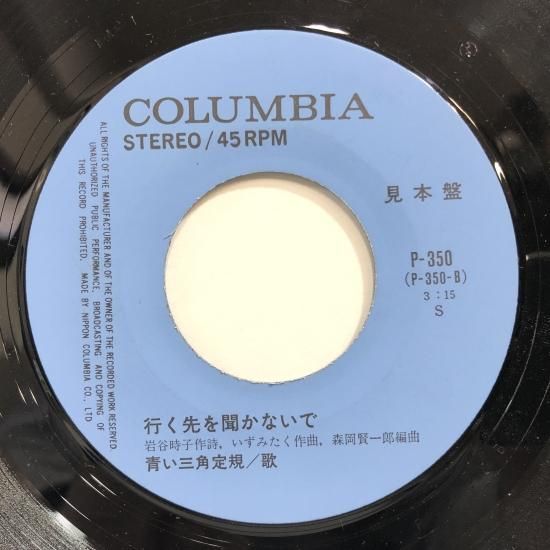 COLUMBIA
STEREO/45RPM
見本盤
P-350
(P-350-B)
3:15
S
ALL RIGHTS OF THE MANUFACTURER AND OF THE OWNER OF THE RECORDED WORK RESERVED
UNAUTHORIZED PUBLIC PERFORMANCE, BROADCASTING AND COPYING OF
THIS RECORD PROHIBITED. MADE BY NIPPON COLUMBIA CO., LTD
行く先を聞かないで
岩谷時子作詩, いずみたく作曲, 森岡賢一郎編曲
青い三角定規/歌